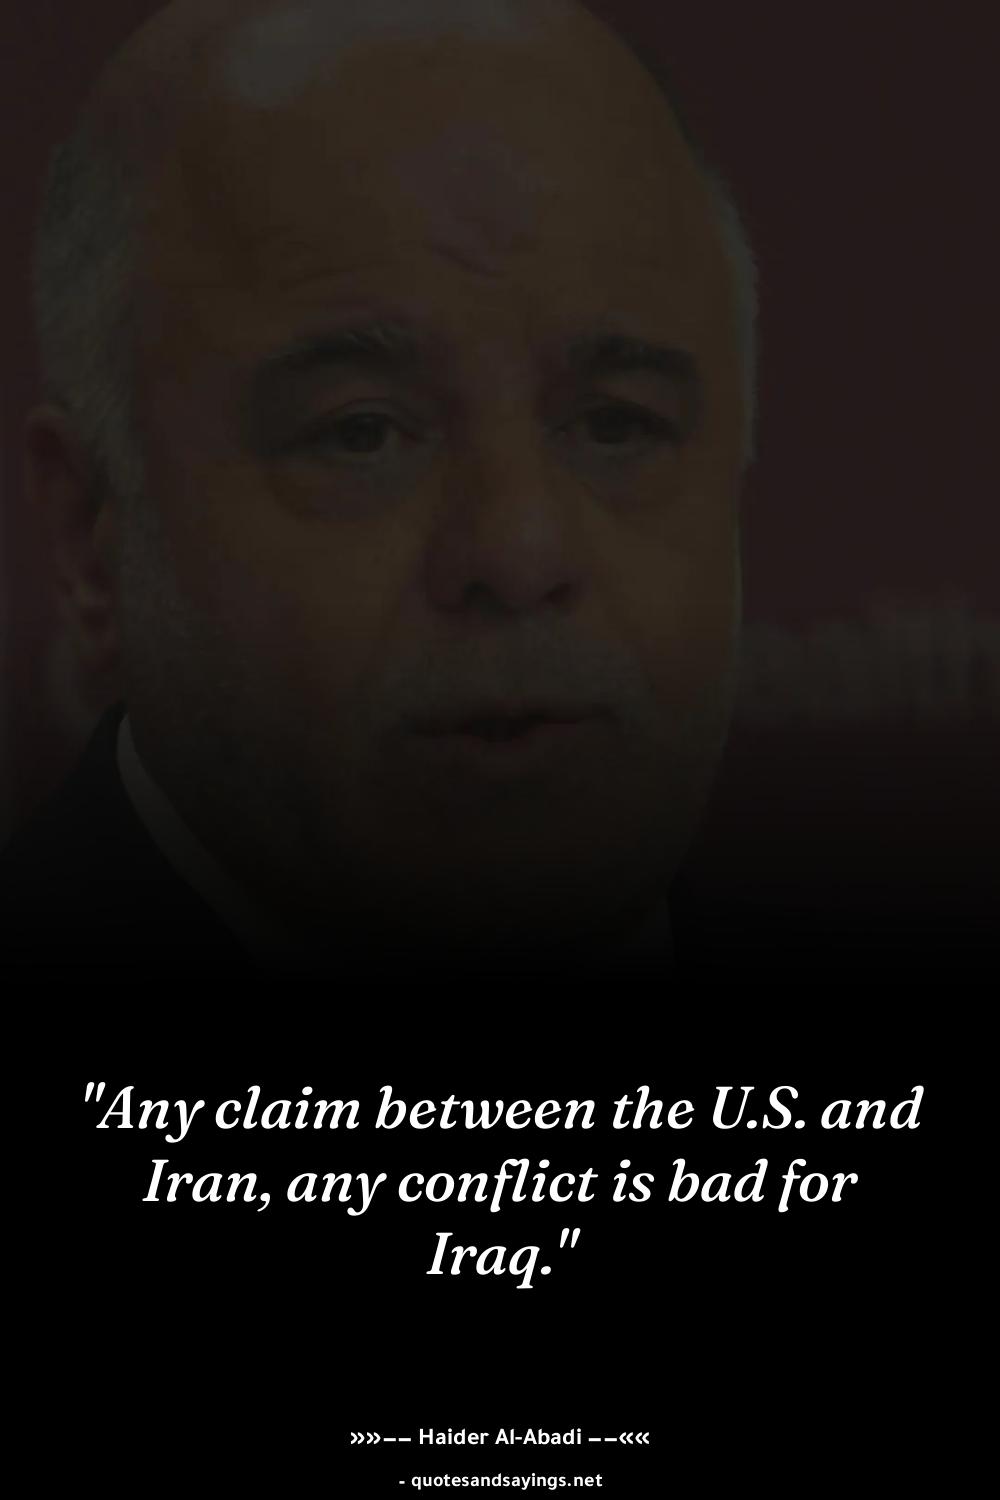 "Any claim between the U.S. and
Iran, any conflict is bad for
Iraq."
»»−− Haider Al-Abadi −−««
- quotesandsayings.net